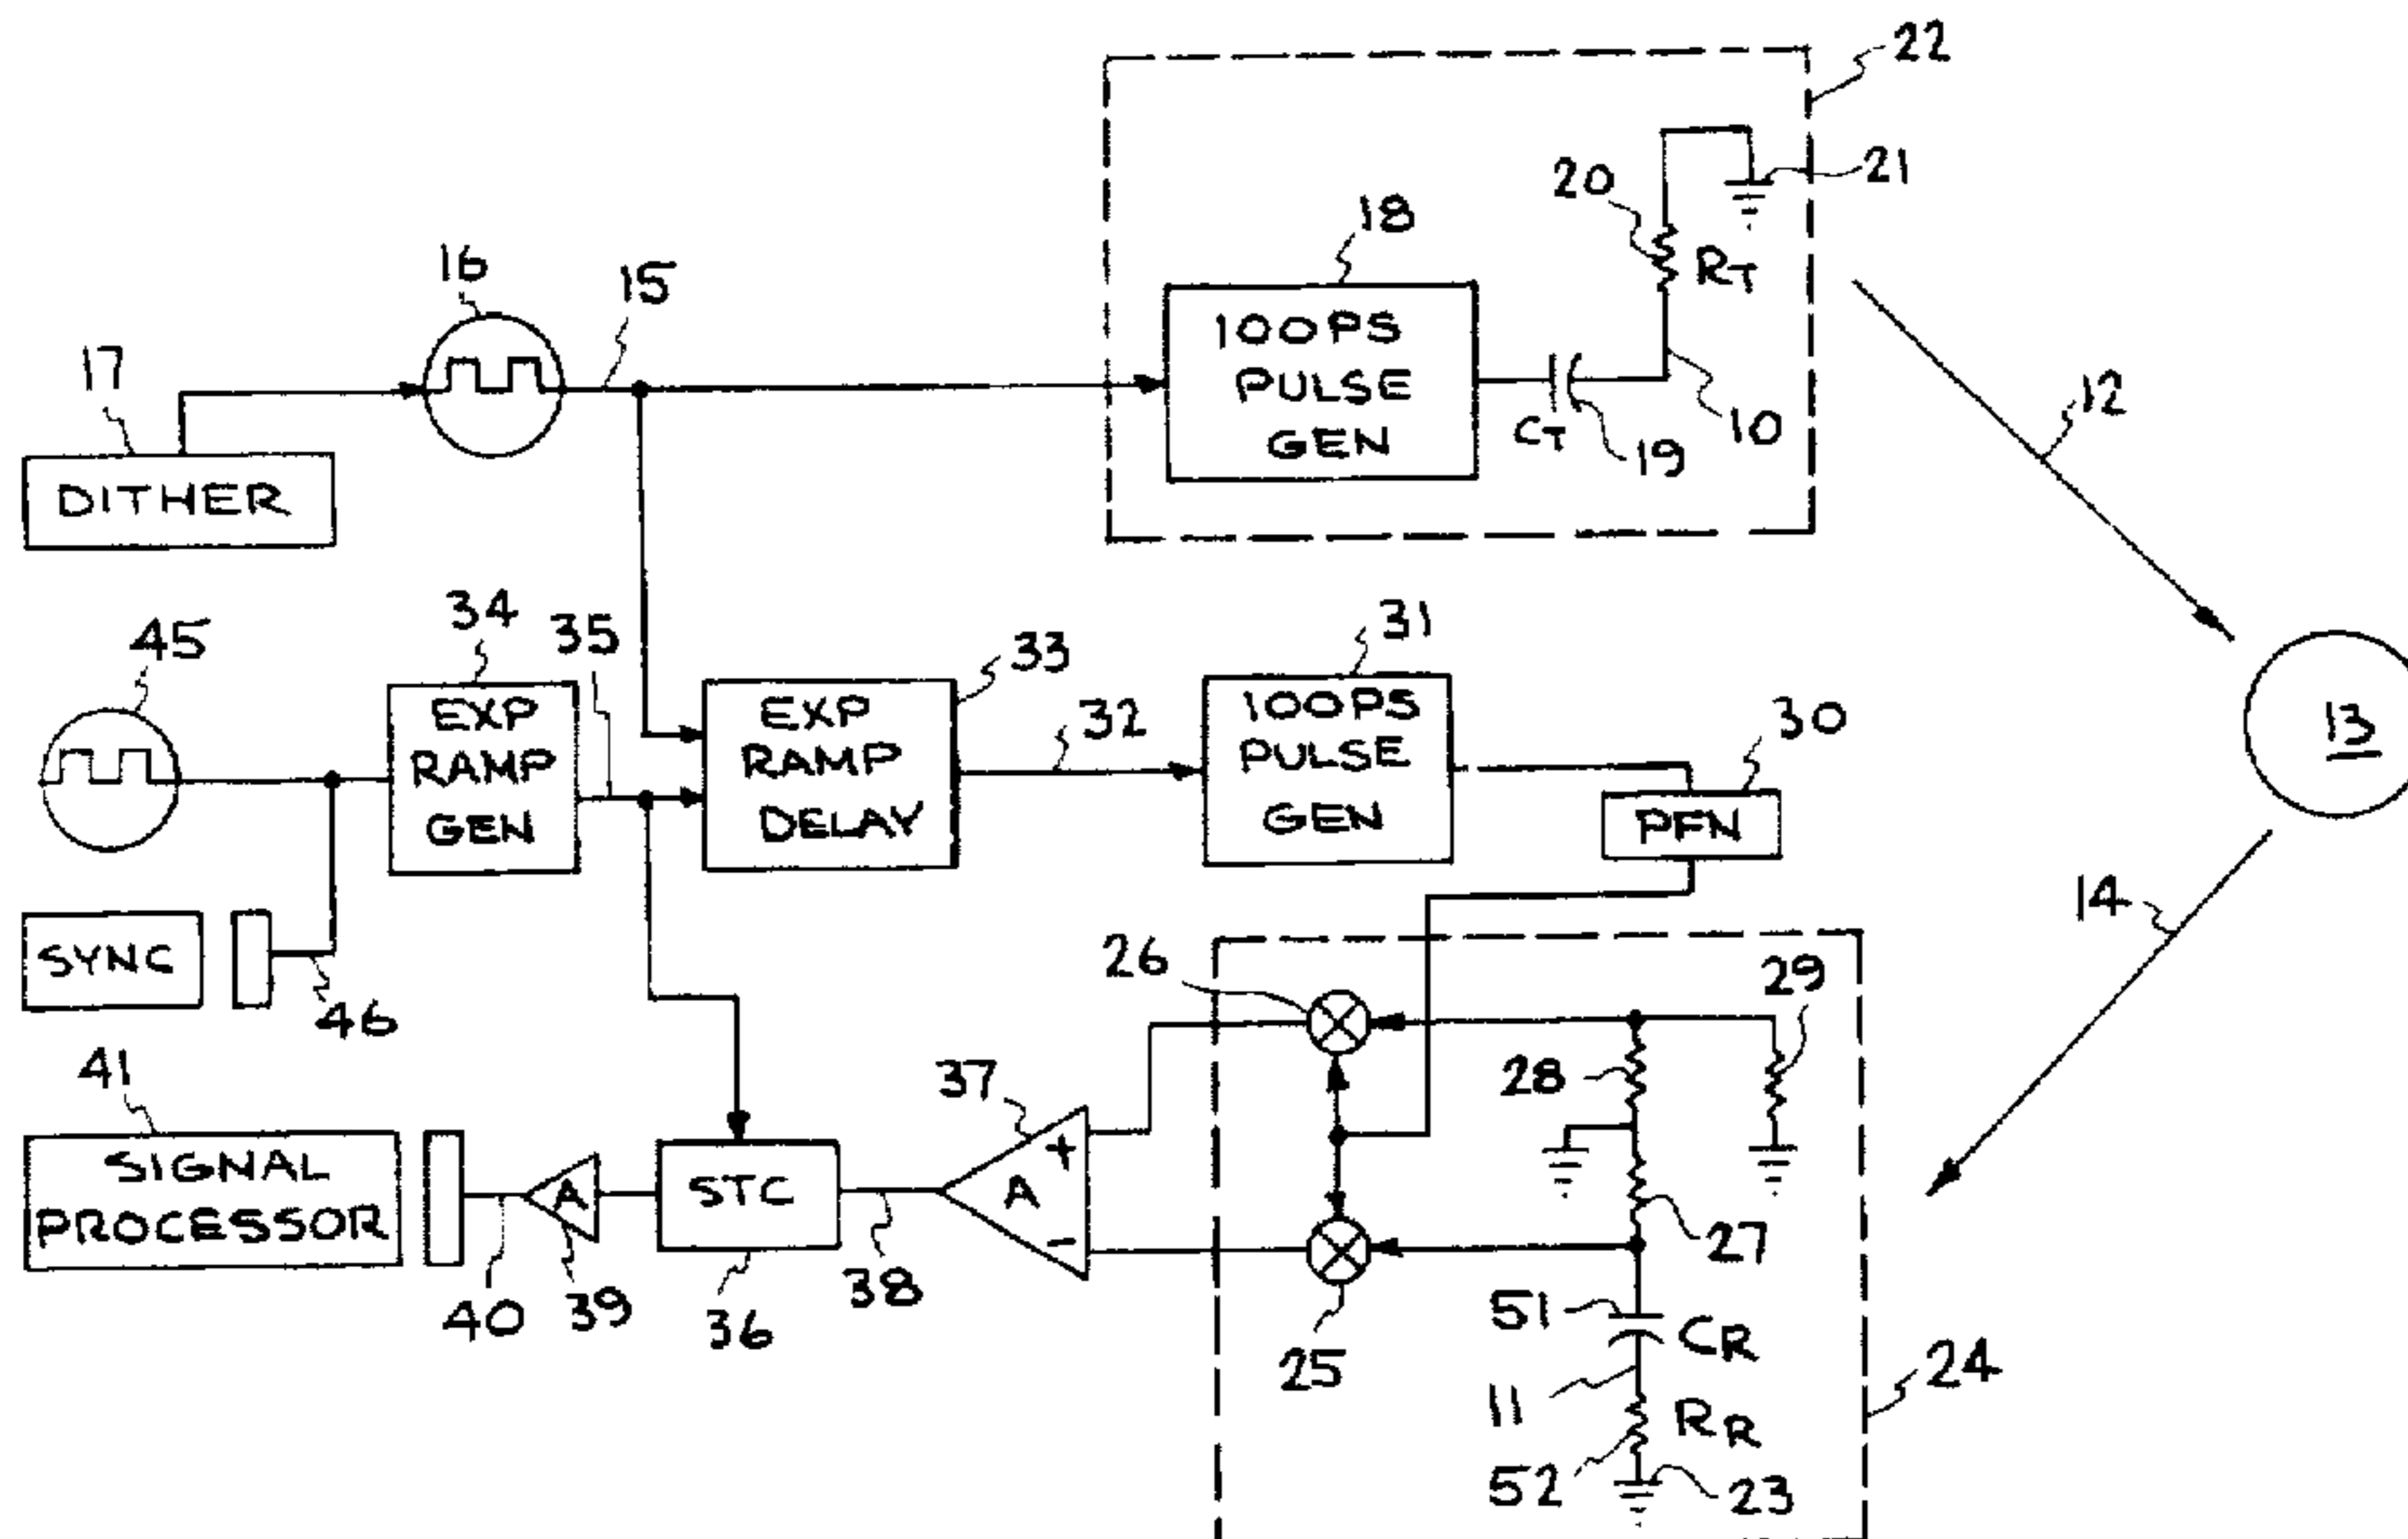 22
20
21
18
16
15
RT
100PS
PULSE
GEN
17
12
CT
19
10
DITHER
34
35
33
31
45
30
EXP
RAMP
GEN
EXP
RAMP
DELAY
32
100PS
PULSE
GEN
13
PFN
14
26
29
SYNC
46
28
41
37
+
A
-
SIGNAL
PROCESSOR
A
STC
27
40
39
36
38
25
51
CR
24
11
RR
52
23